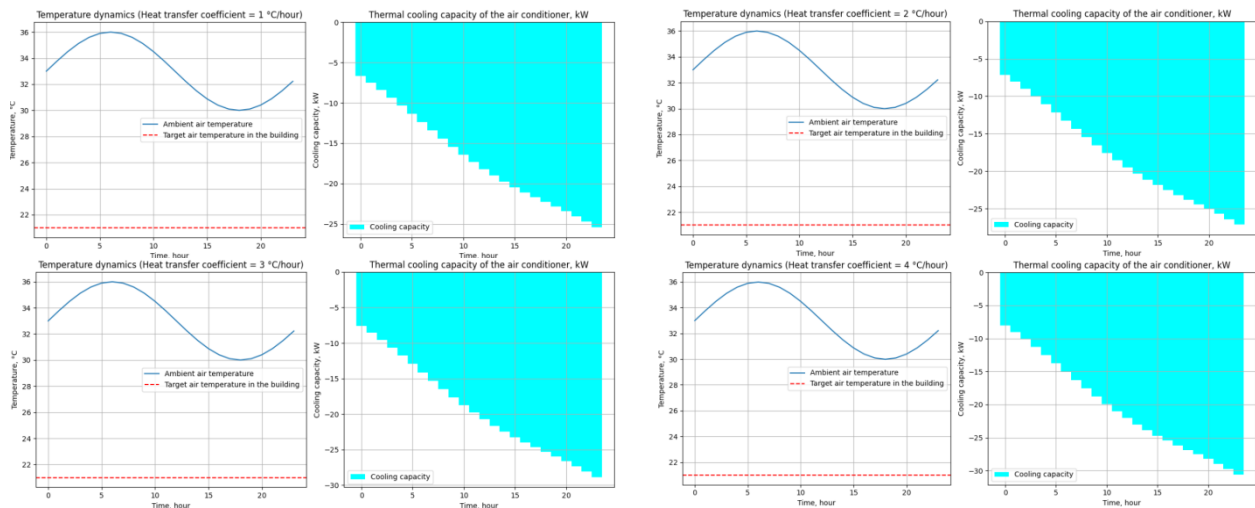 Temperature dynamics (Heat transfer coefficient = 1 °C/hour)
36
34
32
30
28
26
24
22
Temperature, °C
Ambient air temperature
Target air temperature in the building
0
5
10
15
20
Time, hour
Thermal cooling capacity of the air conditioner, kW
0
−5
−10
−15
−20
−25
Cooling capacity, kW
Cooling capacity
0
5
10
15
20
Time, hour
Temperature dynamics (Heat transfer coefficient = 2 °C/hour)
36
34
32
30
28
26
24
22
Temperature, °C
Ambient air temperature
Target air temperature in the building
0
5
10
15
20
Time, hour
Thermal cooling capacity of the air conditioner, kW
0
−5
−10
−15
−20
−25
Cooling capacity, kW
Cooling capacity
0
5
10
15
20
Time, hour
Temperature dynamics (Heat transfer coefficient = 3 °C/hour)
36
34
32
30
28
26
24
22
Temperature, °C
Ambient air temperature
Target air temperature in the building
0
5
10
15
20
Time, hour
Thermal cooling capacity of the air conditioner, kW
0
−5
−10
−15
−20
−25
−30
Cooling capacity, kW
Cooling capacity
0
5
10
15
20
Time, hour
Temperature dynamics (Heat transfer coefficient = 4 °C/hour)
36
34
32
30
28
26
24
22
Temperature, °C
Ambient air temperature
Target air temperature in the building
0
5
10
15
20
Time, hour
Thermal cooling capacity of the air conditioner, kW
0
−5
−10
−15
−20
−25
−30
Cooling capacity, kW
Cooling capacity
0
5
10
15
20
Time, hour